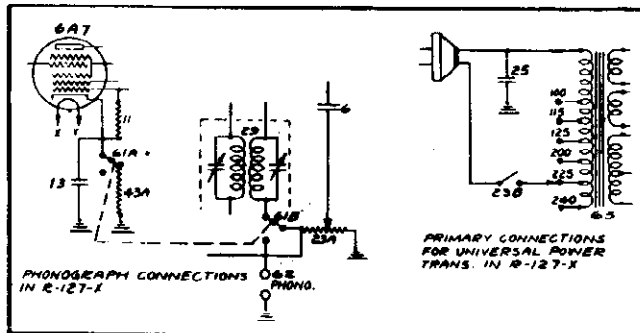 6A7
X Y
11
61A
13
43A
29
6
61B
23A
62
PHONO.
PHONOGRAPH CONNECTIONS
IN R-127-X
25
100
115
125
200
225
240
23B
65
PRIMARY CONNECTIONS
FOR UNIVERSAL POWER
TRANS. IN R-127-X